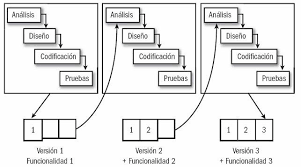 Análisis
Diseño
Codificación
Pruebas
Análisis
Diseño
Codificación
Pruebas
Análisis
Diseño
Codificación
Pruebas
1
1 2
1 2 3
Versión 1
Funcionalidad 1
Versión 2
+ Funcionalidad 2
Versión 3
+ Funcionalidad 3